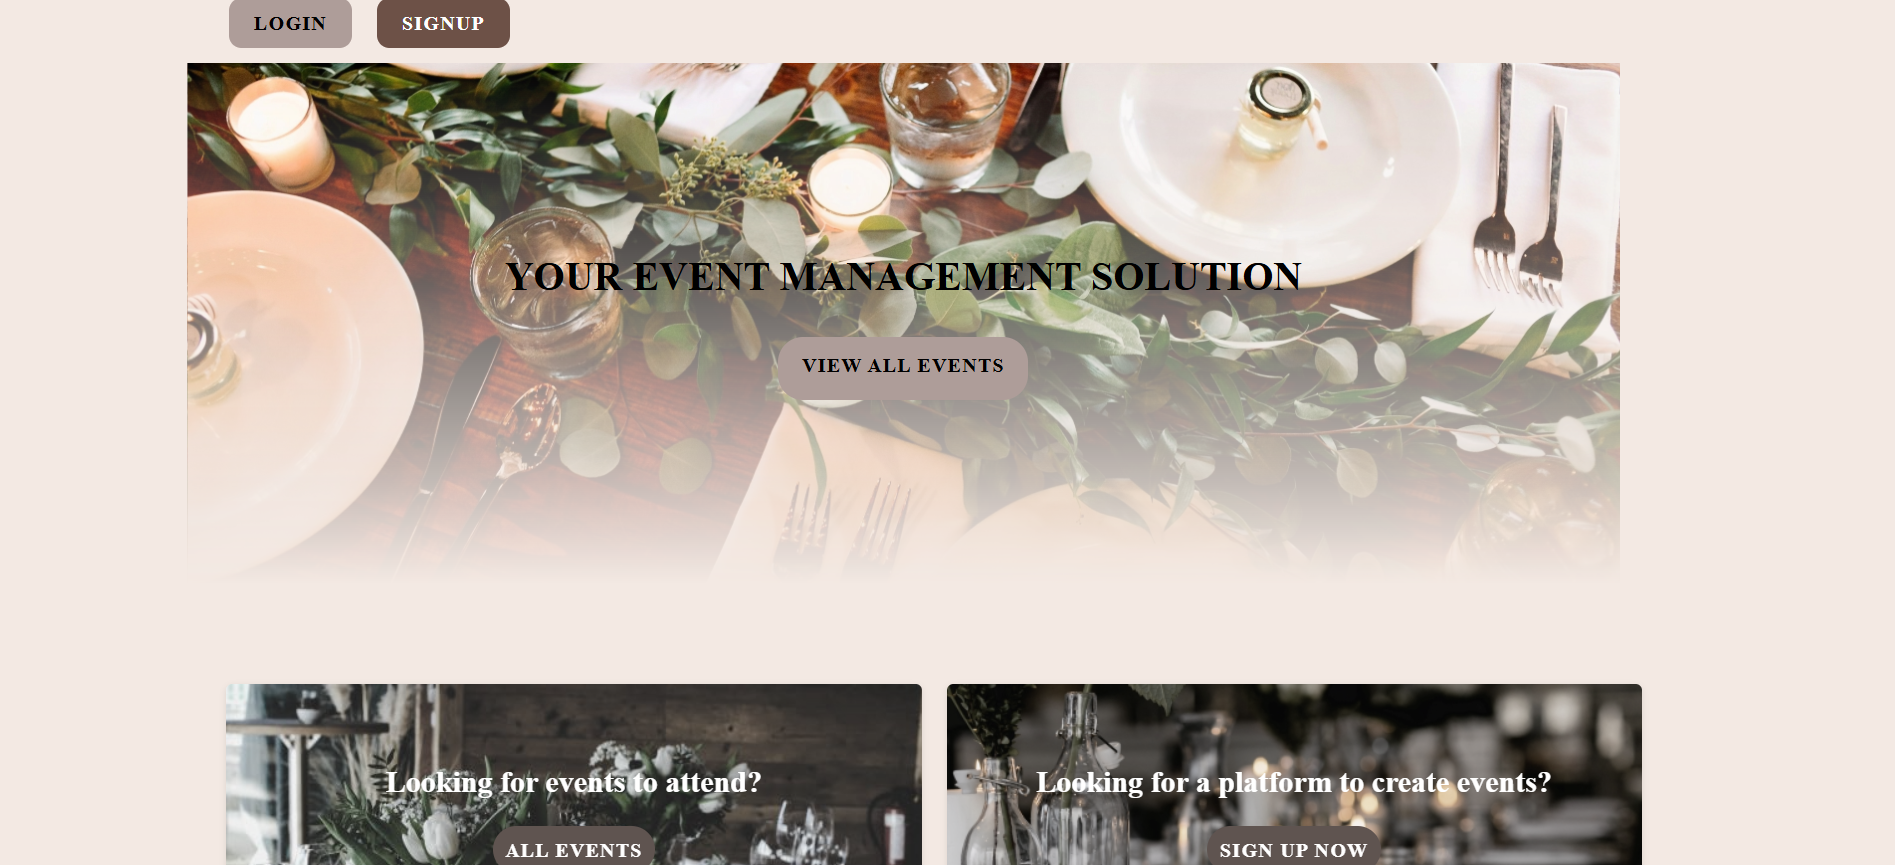 LOGIN
SIGNUP
YOUR EVENT MANAGEMENT SOLUTION
VIEW ALL EVENTS
Looking for events to attend?
Looking for a platform to create events?
ALL EVENTS
SIGN UP NOW